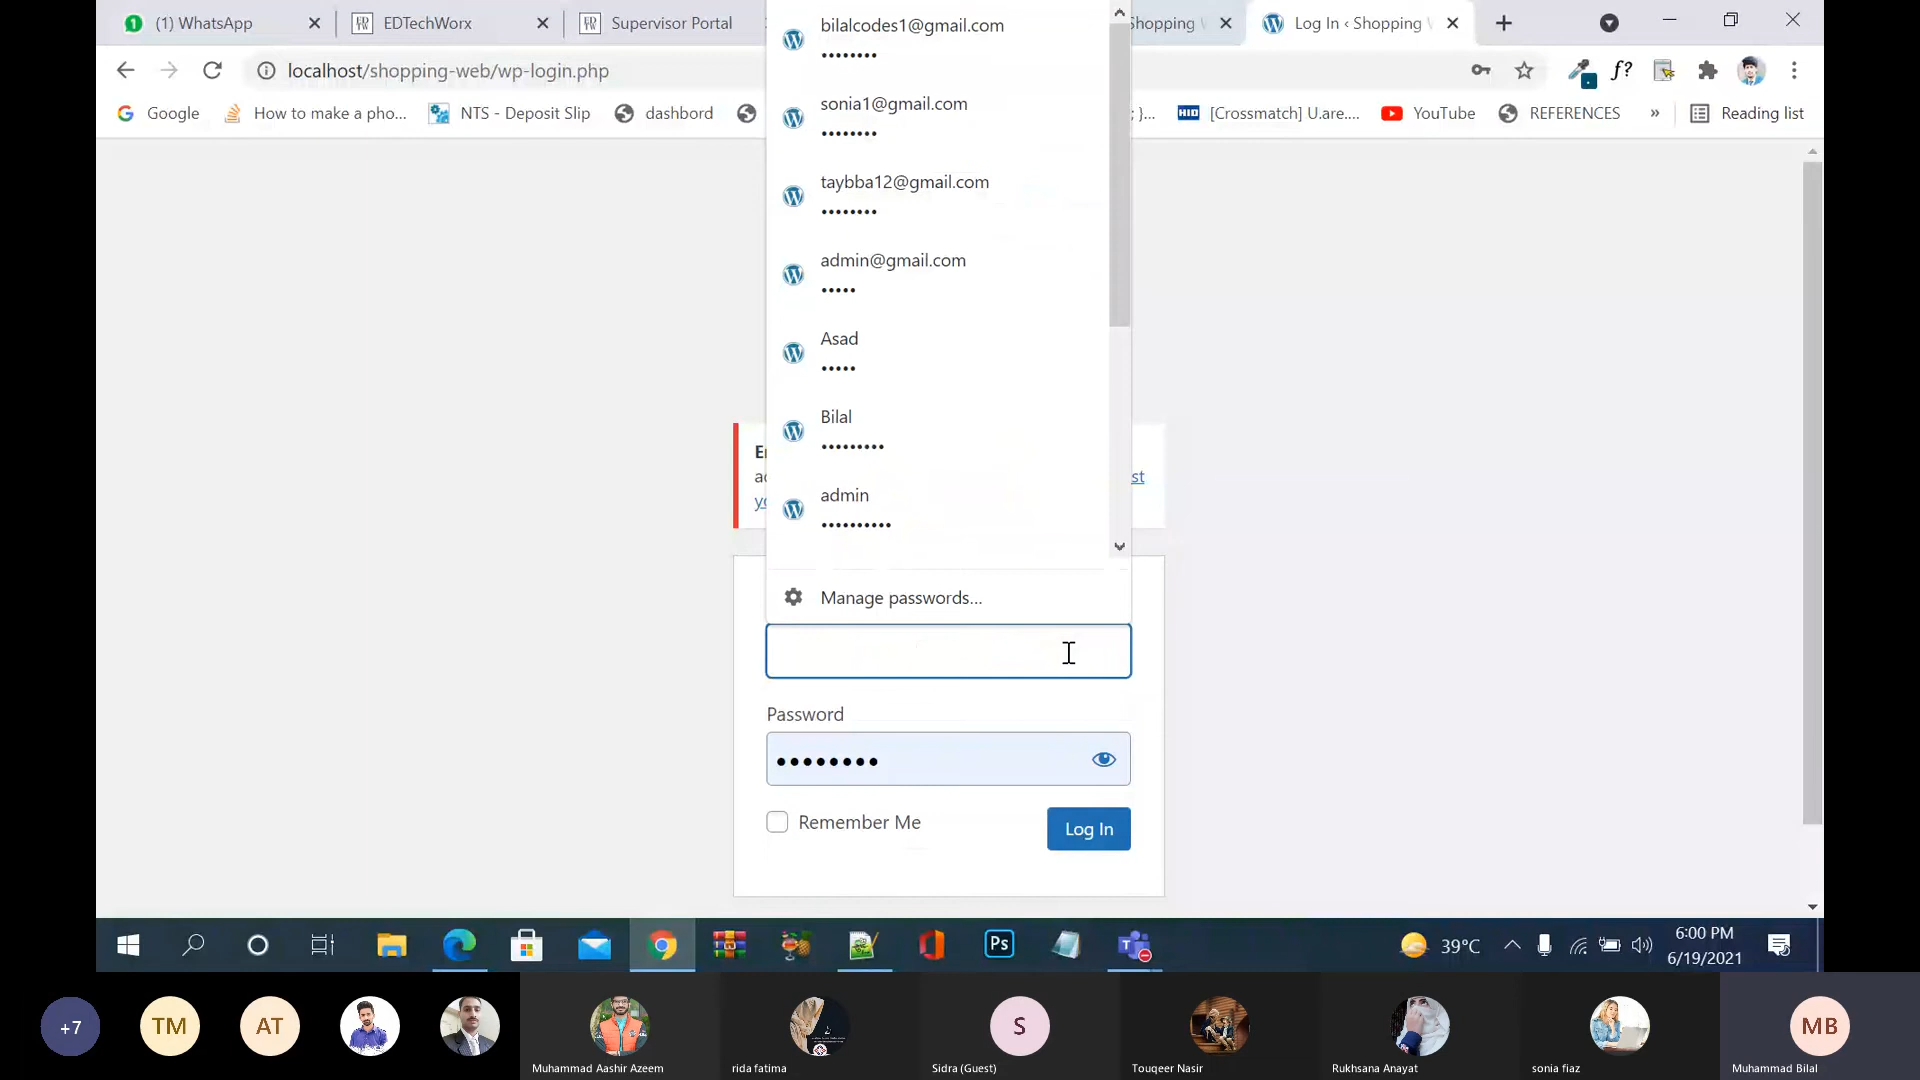 (1) WhatsApp
EDTechWorx
Supervisor Portal
Shopping
Log In ‹ Shopping
localhost/shopping-web/wp-login.php
f?
Google
How to make a pho...
NTS - Deposit Slip
dashbord
; }...
HID
[Crossmatch] U.are....
YouTube
REFERENCES
»
Reading list
bilalcodes1@gmail.com
••••••••
sonia1@gmail.com
••••••••
taybba12@gmail.com
••••••••
admin@gmail.com
•••••
Asad
•••••
Bilal
•••••••••
admin
••••••••••
Manage passwords...
Password
••••••••
Remember Me
Log In
Ps
39°C
6:00 PM
6/19/2021
+7
TM
AT
S
MB
Muhammad Aashir Azeem
rida fatima
Sidra (Guest)
Touqeer Nasir
Rukhsana Anayat
sonia fiaz
Muhammad Bilal